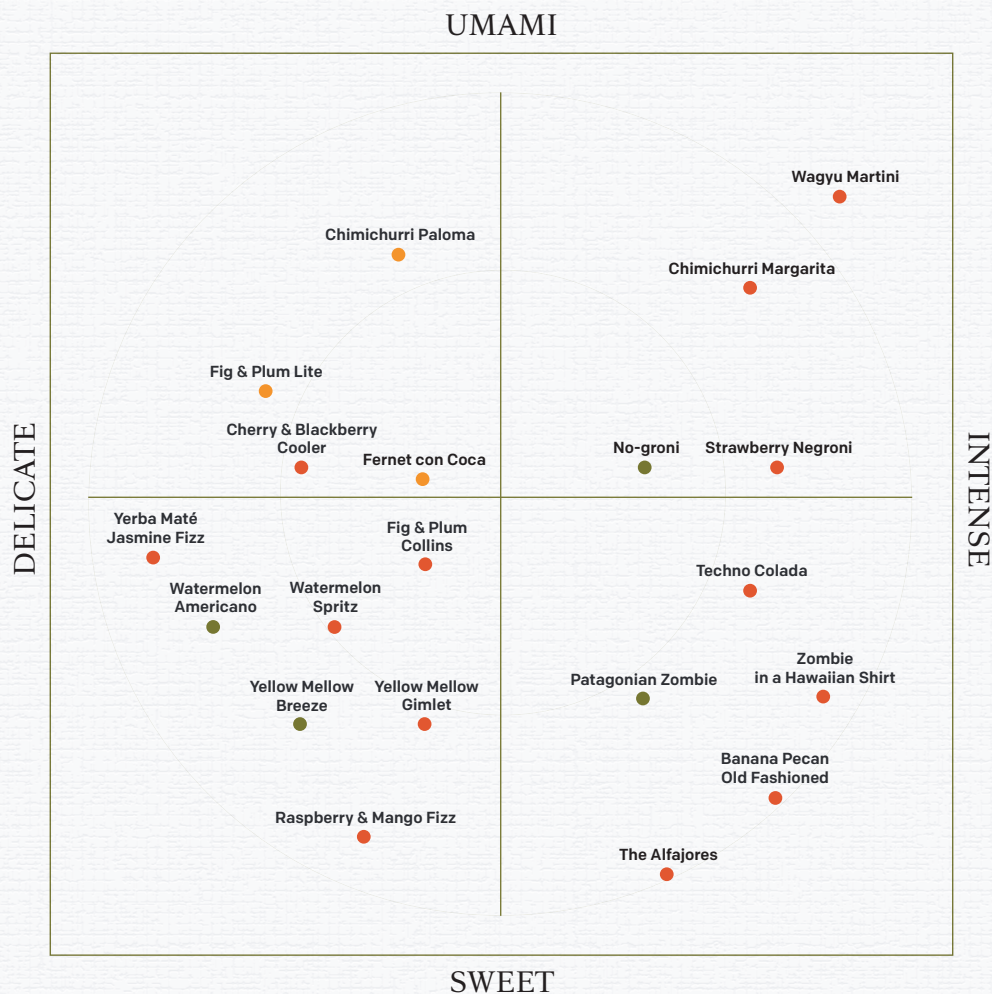 UMAMI
Wagyu Martini
Chimichurri Paloma
Chimichurri Margarita
Fig & Plum Lite
Cherry & Blackberry
Cooler
Fernet con Coca
No-groni
Strawberry Negroni
DELICATE
INTENSE
Yerba Maté
Jasmine Fizz
Fig & Plum
Collins
Techno Colada
Watermelon
Americano
Watermelon
Spritz
Zombie
in a Hawaiian Shirt
Patagonian Zombie
Yellow Mellow
Breeze
Yellow Mellow
Gimlet
Banana Pecan
Old Fashioned
Raspberry & Mango Fizz
The Alfajores
SWEET